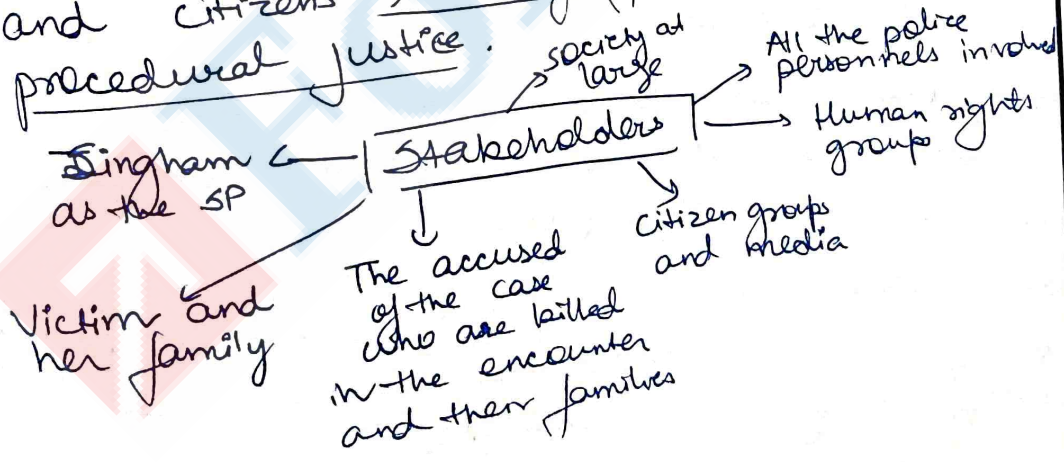 and citizens
procedural justice.
society at
large
All the police
personnels involved
Stakeholders
Human rights
groups
Singham
as the SP
citizen groups
and media
The accused
of the case
who are killed
in the encounter
and their families
Victim and
her family